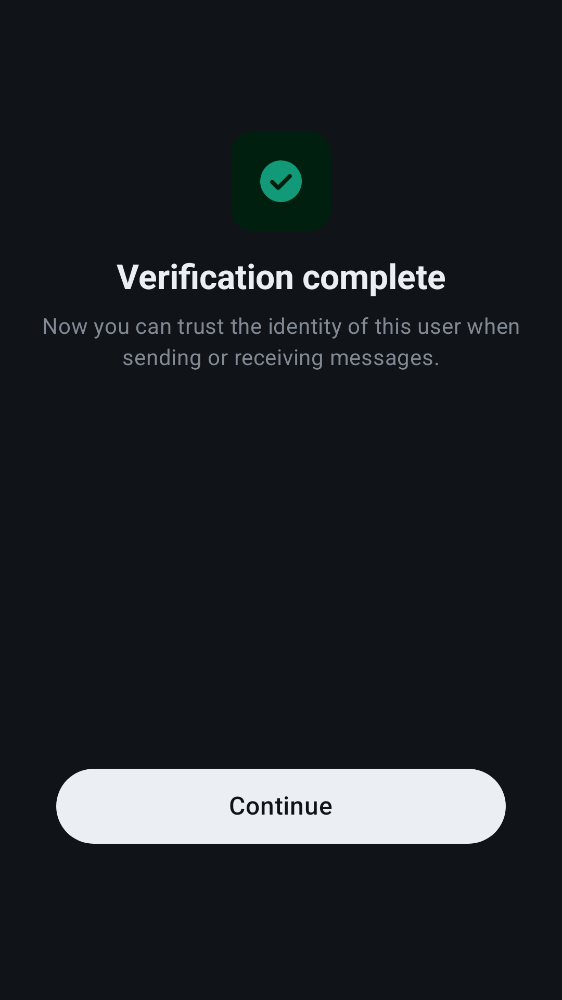 Verification complete
Now you can trust the identity of this user when
sending or receiving messages.
Continue